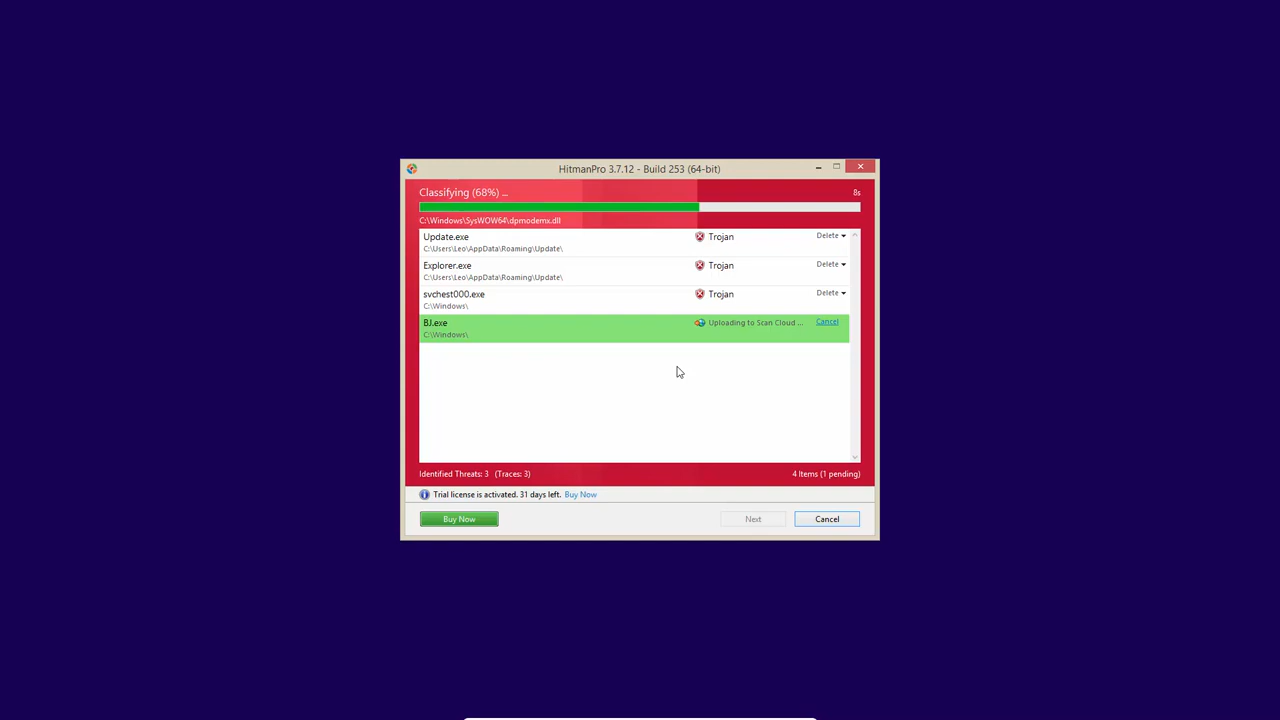 HitmanPro 3.7.12 - Build 253 (64-bit)
Classifying (68%) ... 8s
C:\Windows\SysWOW64\dpmodemx.dll
Update.exe Trojan Delete
C:\Users\Leo\AppData\Roaming\Update\
Explorer.exe Trojan Delete
C:\Users\Leo\AppData\Roaming\Update\
svchest000.exe Trojan Delete
C:\Windows\
BJ.exe Uploading to Scan Cloud ... Cancel
C:\Windows\
Identified Threats: 3 (Traces: 3) 4 Items (1 pending)
Trial license is activated. 31 days left. Buy Now
Buy Now Next Cancel